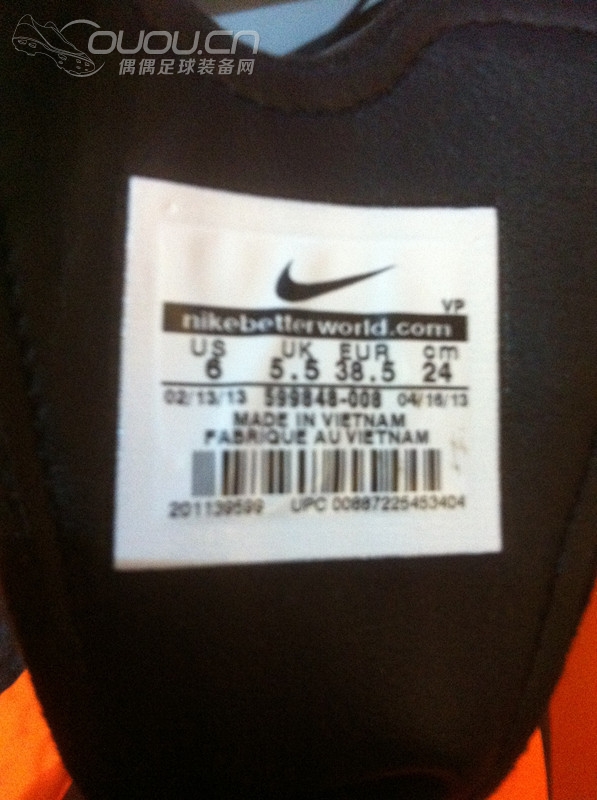 ouou.cn
偶偶足球装备网
VP
nikebetterworld.com
US UK EUR cm
6 5.5 38.5 24
02/13/13 599848-008 04/16/13
MADE IN VIETNAM
FABRIQUE AU VIETNAM
201139599 UPC 00887225453404